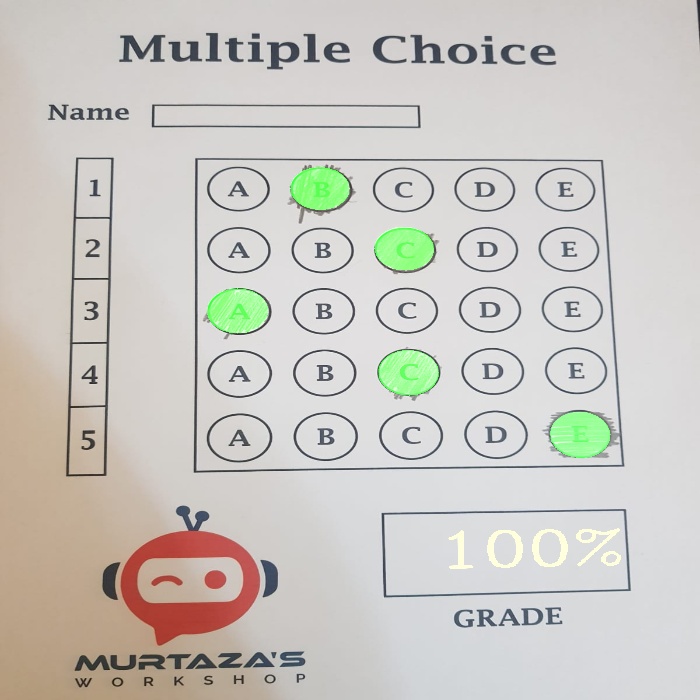 Multiple Choice
Name
1 A B C D E
2 A B C D E
3 A B C D E
4 A B C D E
5 A B C D E
100%
GRADE
MURTAZA'S
WORKSHOP